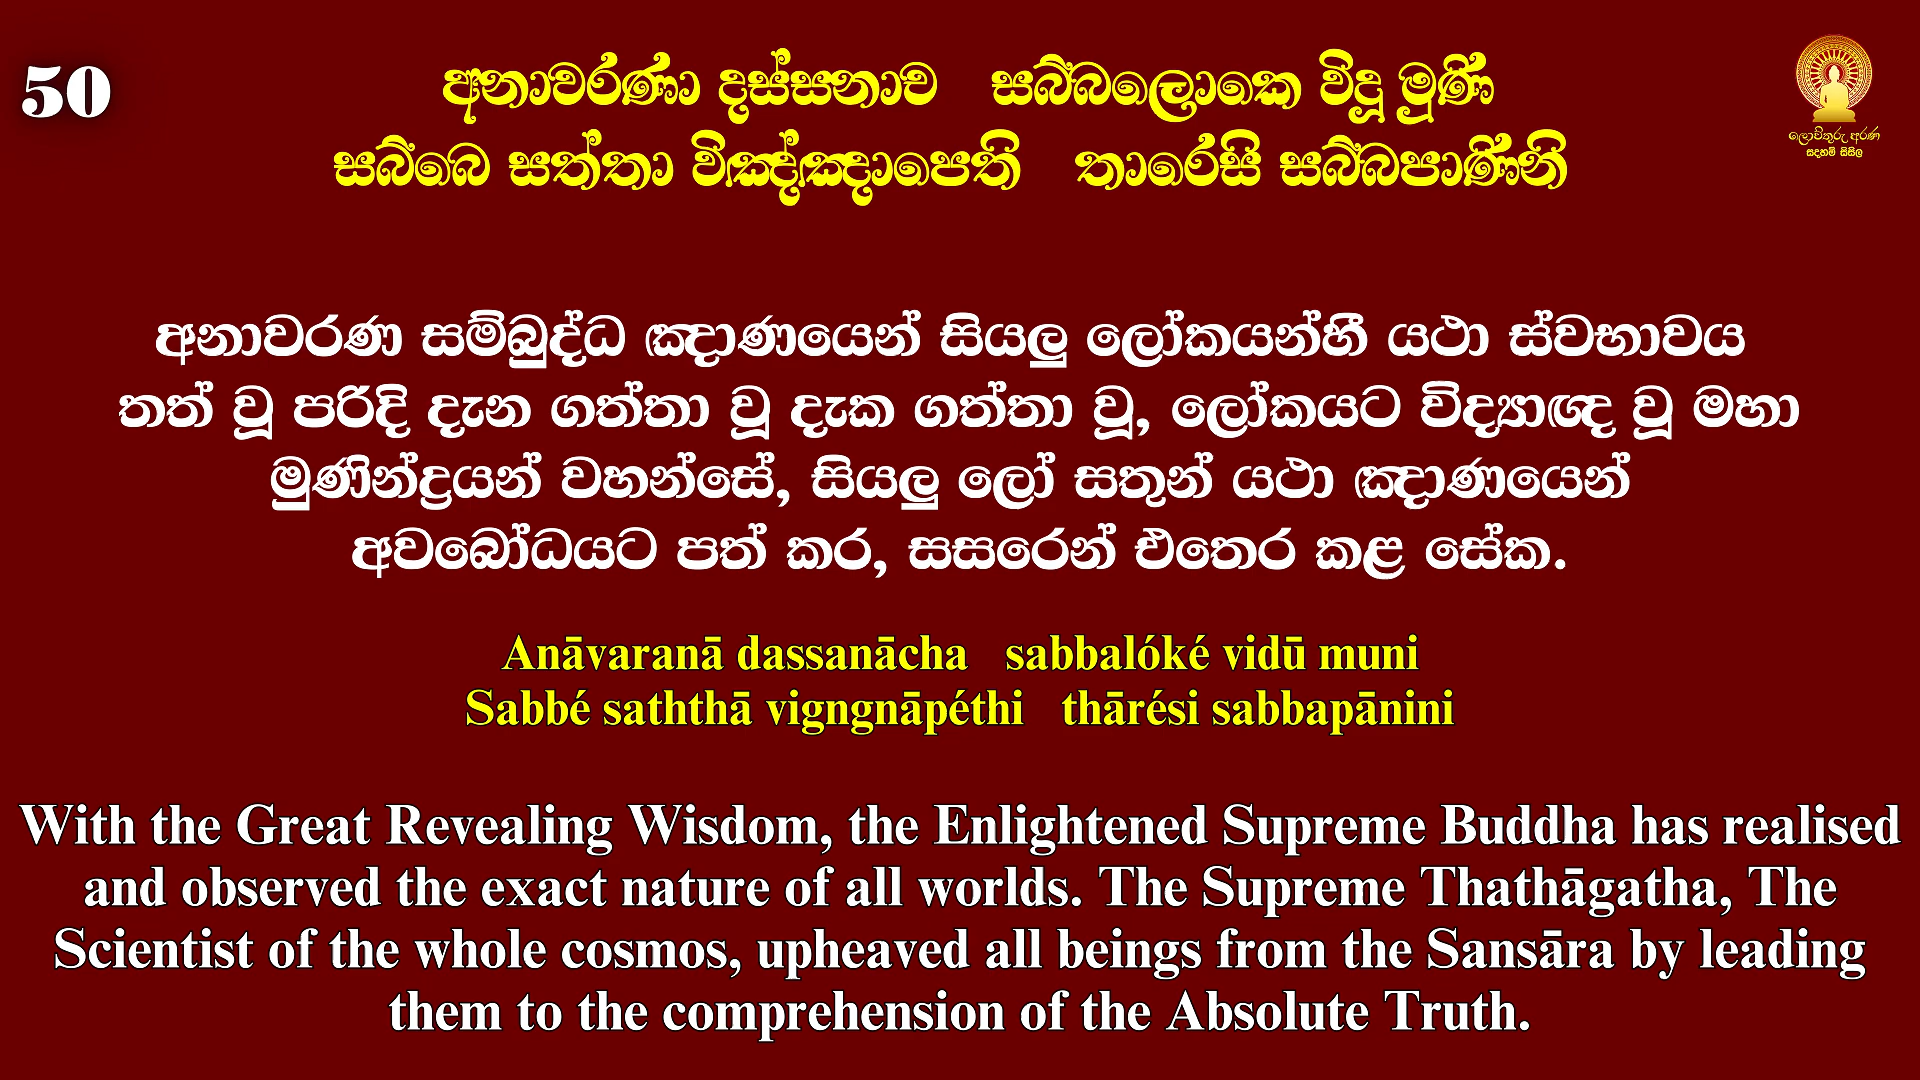 50
අනාවරණා දස්සනාච සබ්බලොකෙ විදූ මුණි
සබ්බෙ සත්තා විඤ්ඤාපෙති තාරෙසි සබ්බපාණිනි
ලොවිතුරු අරණ
සදහම් සිසිල
අනාවරණ සම්බුද්ධ ඤාණයෙන් සියලු ලෝකයන්හී යථා ස්වභාවය
තත් වූ පරිදි දැන ගත්තා වූ දැක ගත්තා වූ, ලෝකයට විද්‍යාඥ වූ මහා
මුණින්ද්‍රයන් වහන්සේ, සියලු ලෝ සතුන් යථා ඤාණයෙන්
අවබෝධයට පත් කර, සසරෙන් එතෙර කළ සේක.
Anāvaranā dassanācha sabbalóké vidū muni
Sabbé saththā vigngnāpéthi thārési sabbapānini
With the Great Revealing Wisdom, the Enlightened Supreme Buddha has realised
and observed the exact nature of all worlds. The Supreme Thathāgatha, The
Scientist of the whole cosmos, upheaved all beings from the Sansāra by leading
them to the comprehension of the Absolute Truth.